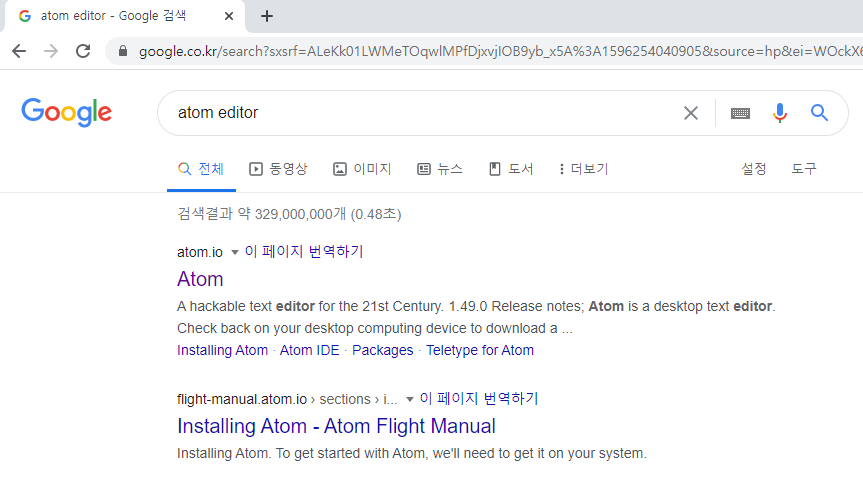 atom editor - Google 검색
google.co.kr/search?sxsrf=ALeKk01LWMeTOqwlMPfDjxvjIOB9yb_x5A%3A1596254040905&source=hp&ei=WOckX6
Google
atom editor
전체 동영상 이미지 뉴스 도서 더보기 설정 도구
검색결과 약 329,000,000개 (0.48초)
atom.io 이 페이지 번역하기
Atom
A hackable text editor for the 21st Century. 1.49.0 Release notes; Atom is a desktop text editor.
Check back on your desktop computing device to download a ...
Installing Atom · Atom IDE · Packages · Teletype for Atom
flight-manual.atom.io › sections › i... 이 페이지 번역하기
Installing Atom - Atom Flight Manual
Installing Atom. To get started with Atom, we'll need to get it on your system.